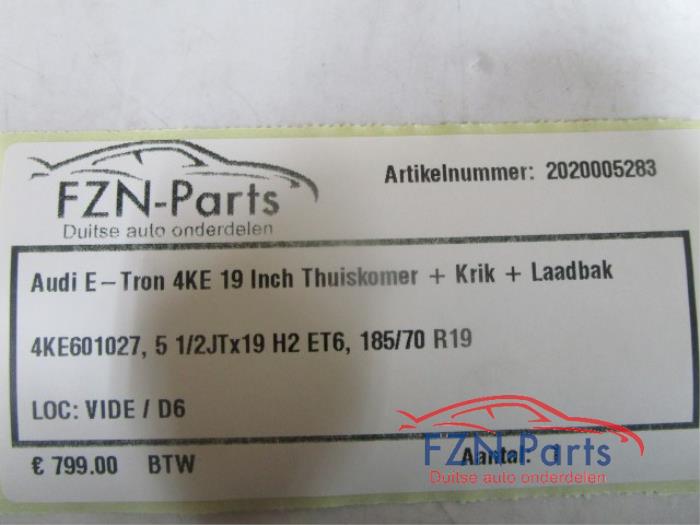 FZN-Parts
Duitse auto onderdelen
Artikelnummer: 2020005283
Audi E-Tron 4KE 19 Inch Thuiskomer + Krik + Laadbak
4KE601027, 5 1/2JTx19 H2 ET6, 185/70 R19
LOC: VIDE / D6
€ 799.00 BTW
Aantal:
FZN-Parts
Duitse auto onderdelen